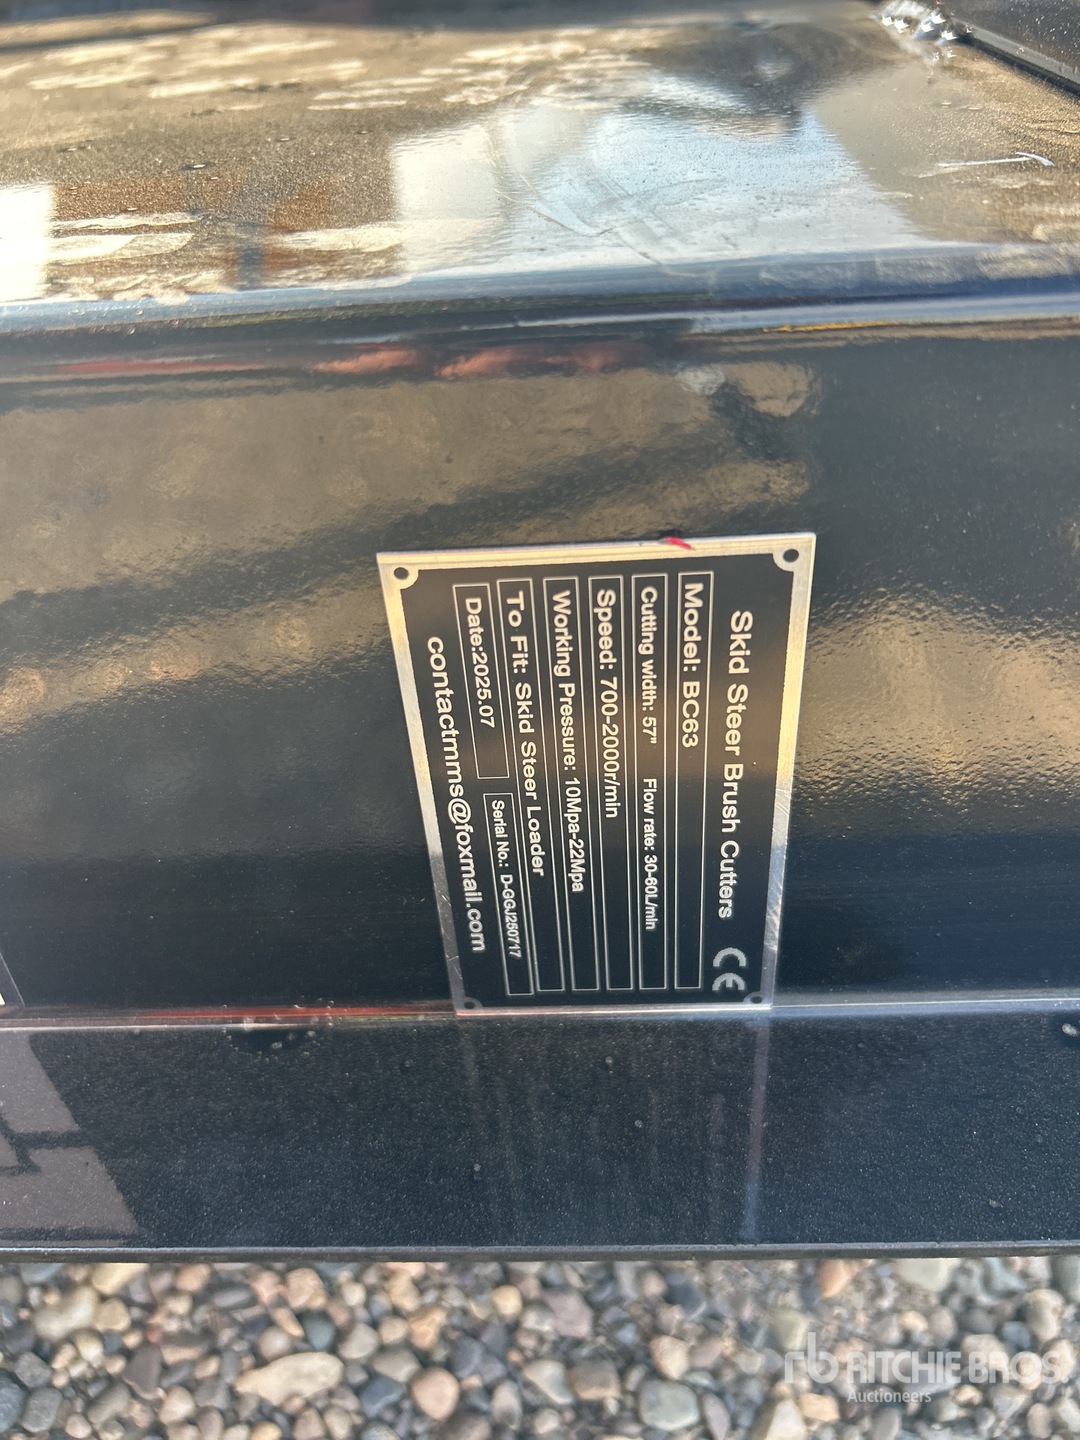 Skid Steer Brush Cutters CE
Model: BC63
Cutting width: 57" Flow rate: 30-60L/min
Speed: 700-2000r/min
Working Pressure: 10Mpa-22Mpa
To Fit: Skid Steer Loader
Date:2025.07 Serial No.: D-GGJ250717
contactmms@foxmail.com
rb RITCHIE BROS.
Auctioneers